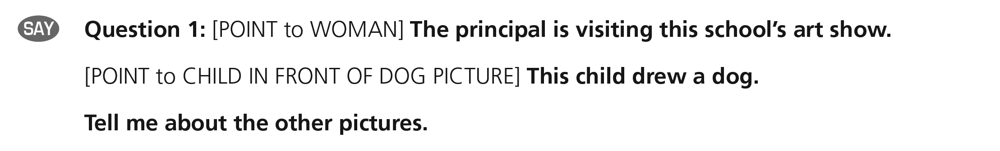 SAY Question 1: [POINT to WOMAN] The principal is visiting this school’s art show.
[POINT to CHILD IN FRONT OF DOG PICTURE] This child drew a dog.
Tell me about the other pictures.